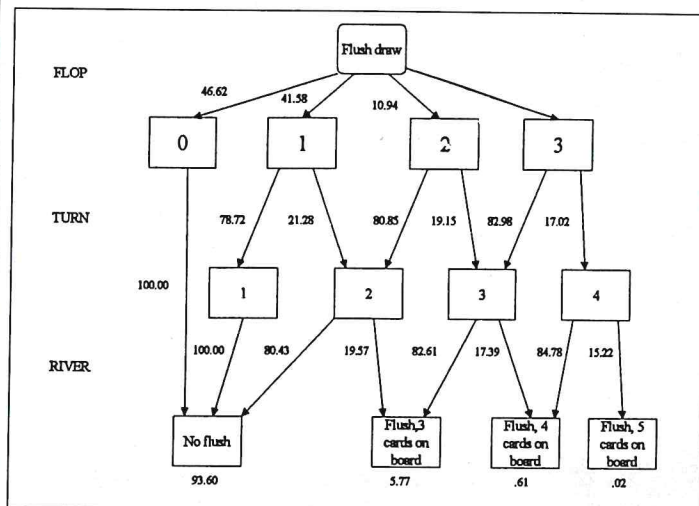 Flush draw
FLOP
46.62
41.58
10.94
0
1
2
3
TURN
78.72
21.28
80.85
19.15
82.98
17.02
100.00
1
2
3
4
RIVER
100.00
80.43
19.57
82.61
17.39
84.78
15.22
No flush
Flush,3
cards on
board
Flush, 4
cards on
board
Flush, 5
cards on
board
93.60
5.77
.61
.02